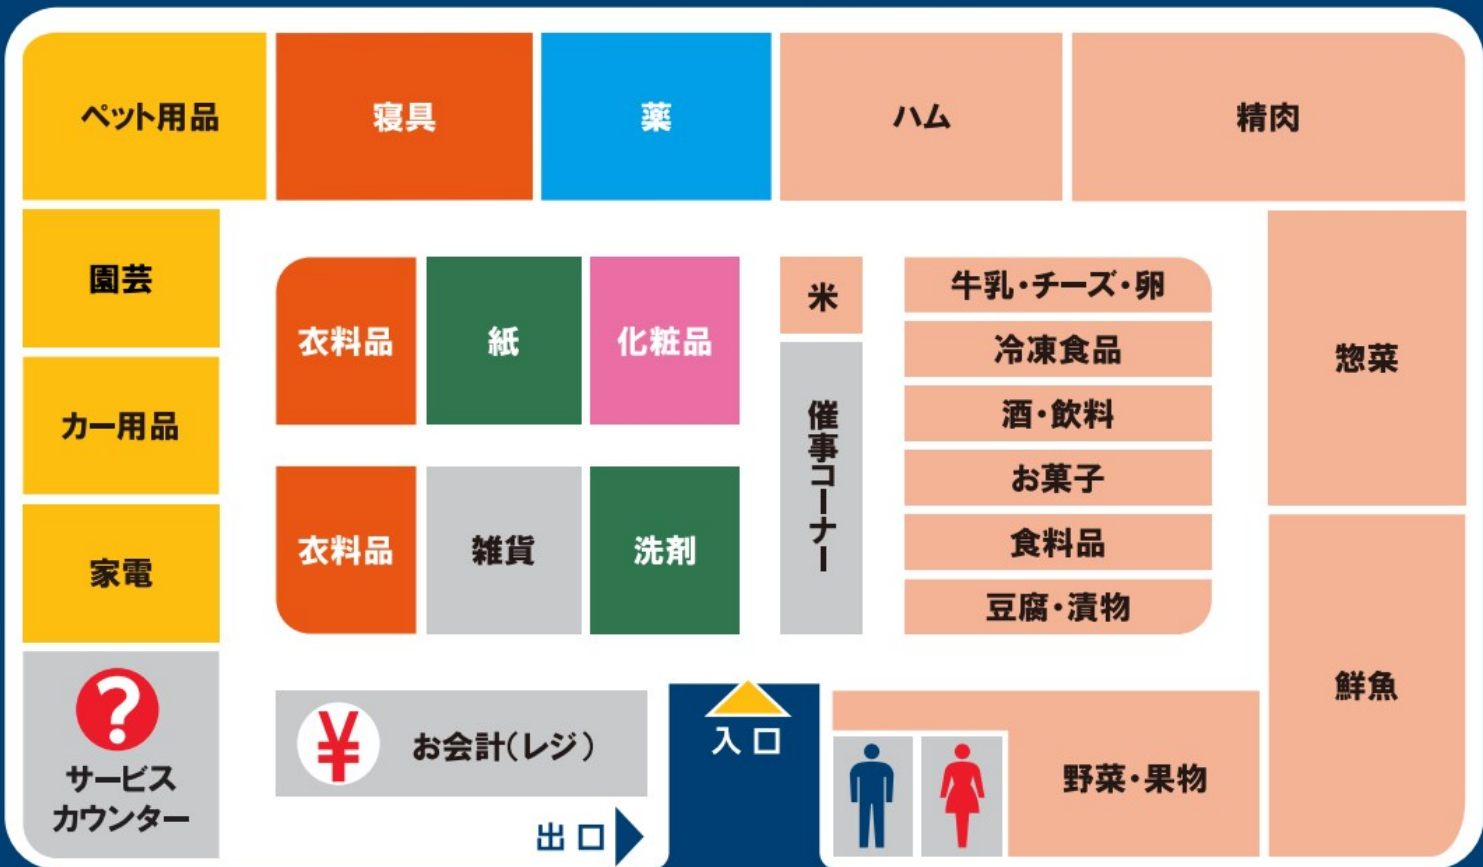 ペット用品
寝具
薬
ハム
精肉
園芸
カー用品
家電
?
サービス
カウンター
衣料品
紙
化粧品
衣料品
雑貨
洗剤
米
催事コーナー
牛乳・チーズ・卵
冷凍食品
酒・飲料
お菓子
食料品
豆腐・漬物
惣菜
鮮魚
¥
お会計(レジ)
入口
出口
野菜・果物